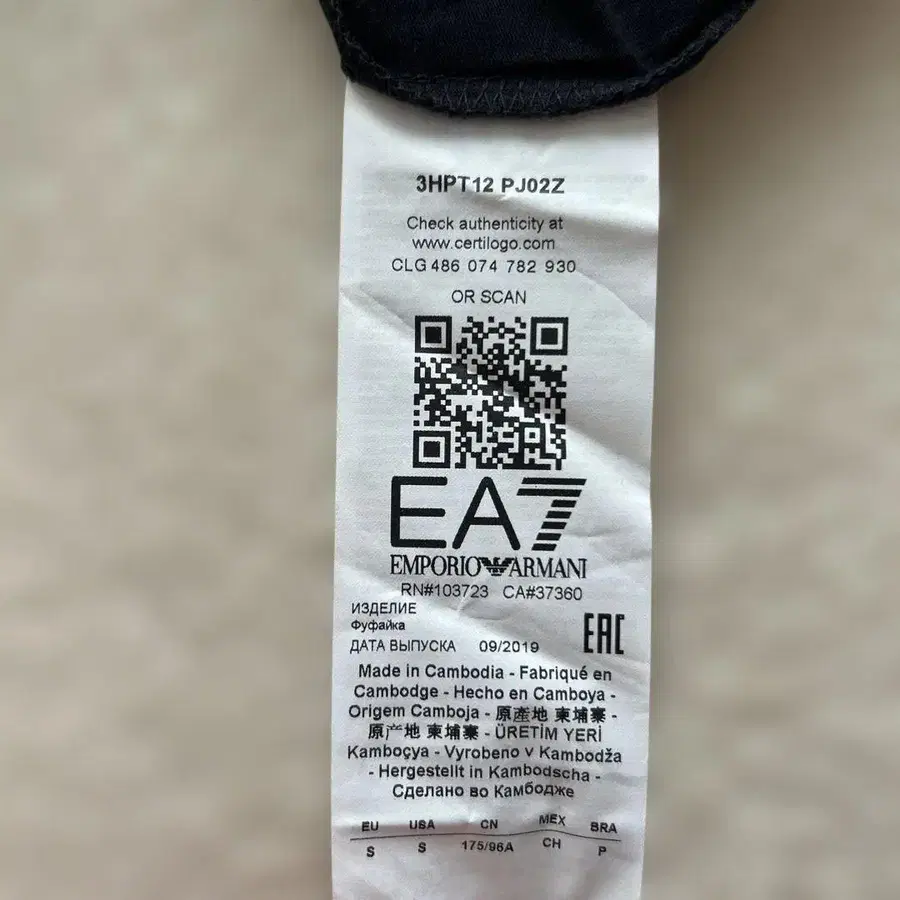 3HPT12 PJ02Z
Check authenticity at
www.certilogo.com
CLG 486 074 782 930
OR SCAN
EA7
EMPORIO ARMANI
RN#103723 CA#37360
ИЗДЕЛИЕ
Фуфайка
ДАТА ВЫПУСКА 09/2019
EAC
Made in Cambodia - Fabriqué en
Cambodge - Hecho en Camboya -
Origem Camboja - 原產地 柬埔寨 -
原产地 柬埔寨 - ÜRETİM YERİ
Kamboçya - Vyrobeno v Kambodža
- Hergestellt in Kambodscha -
Сделано во Камбодже
EU USA CN MEX BRA
S S 175/96A CH P